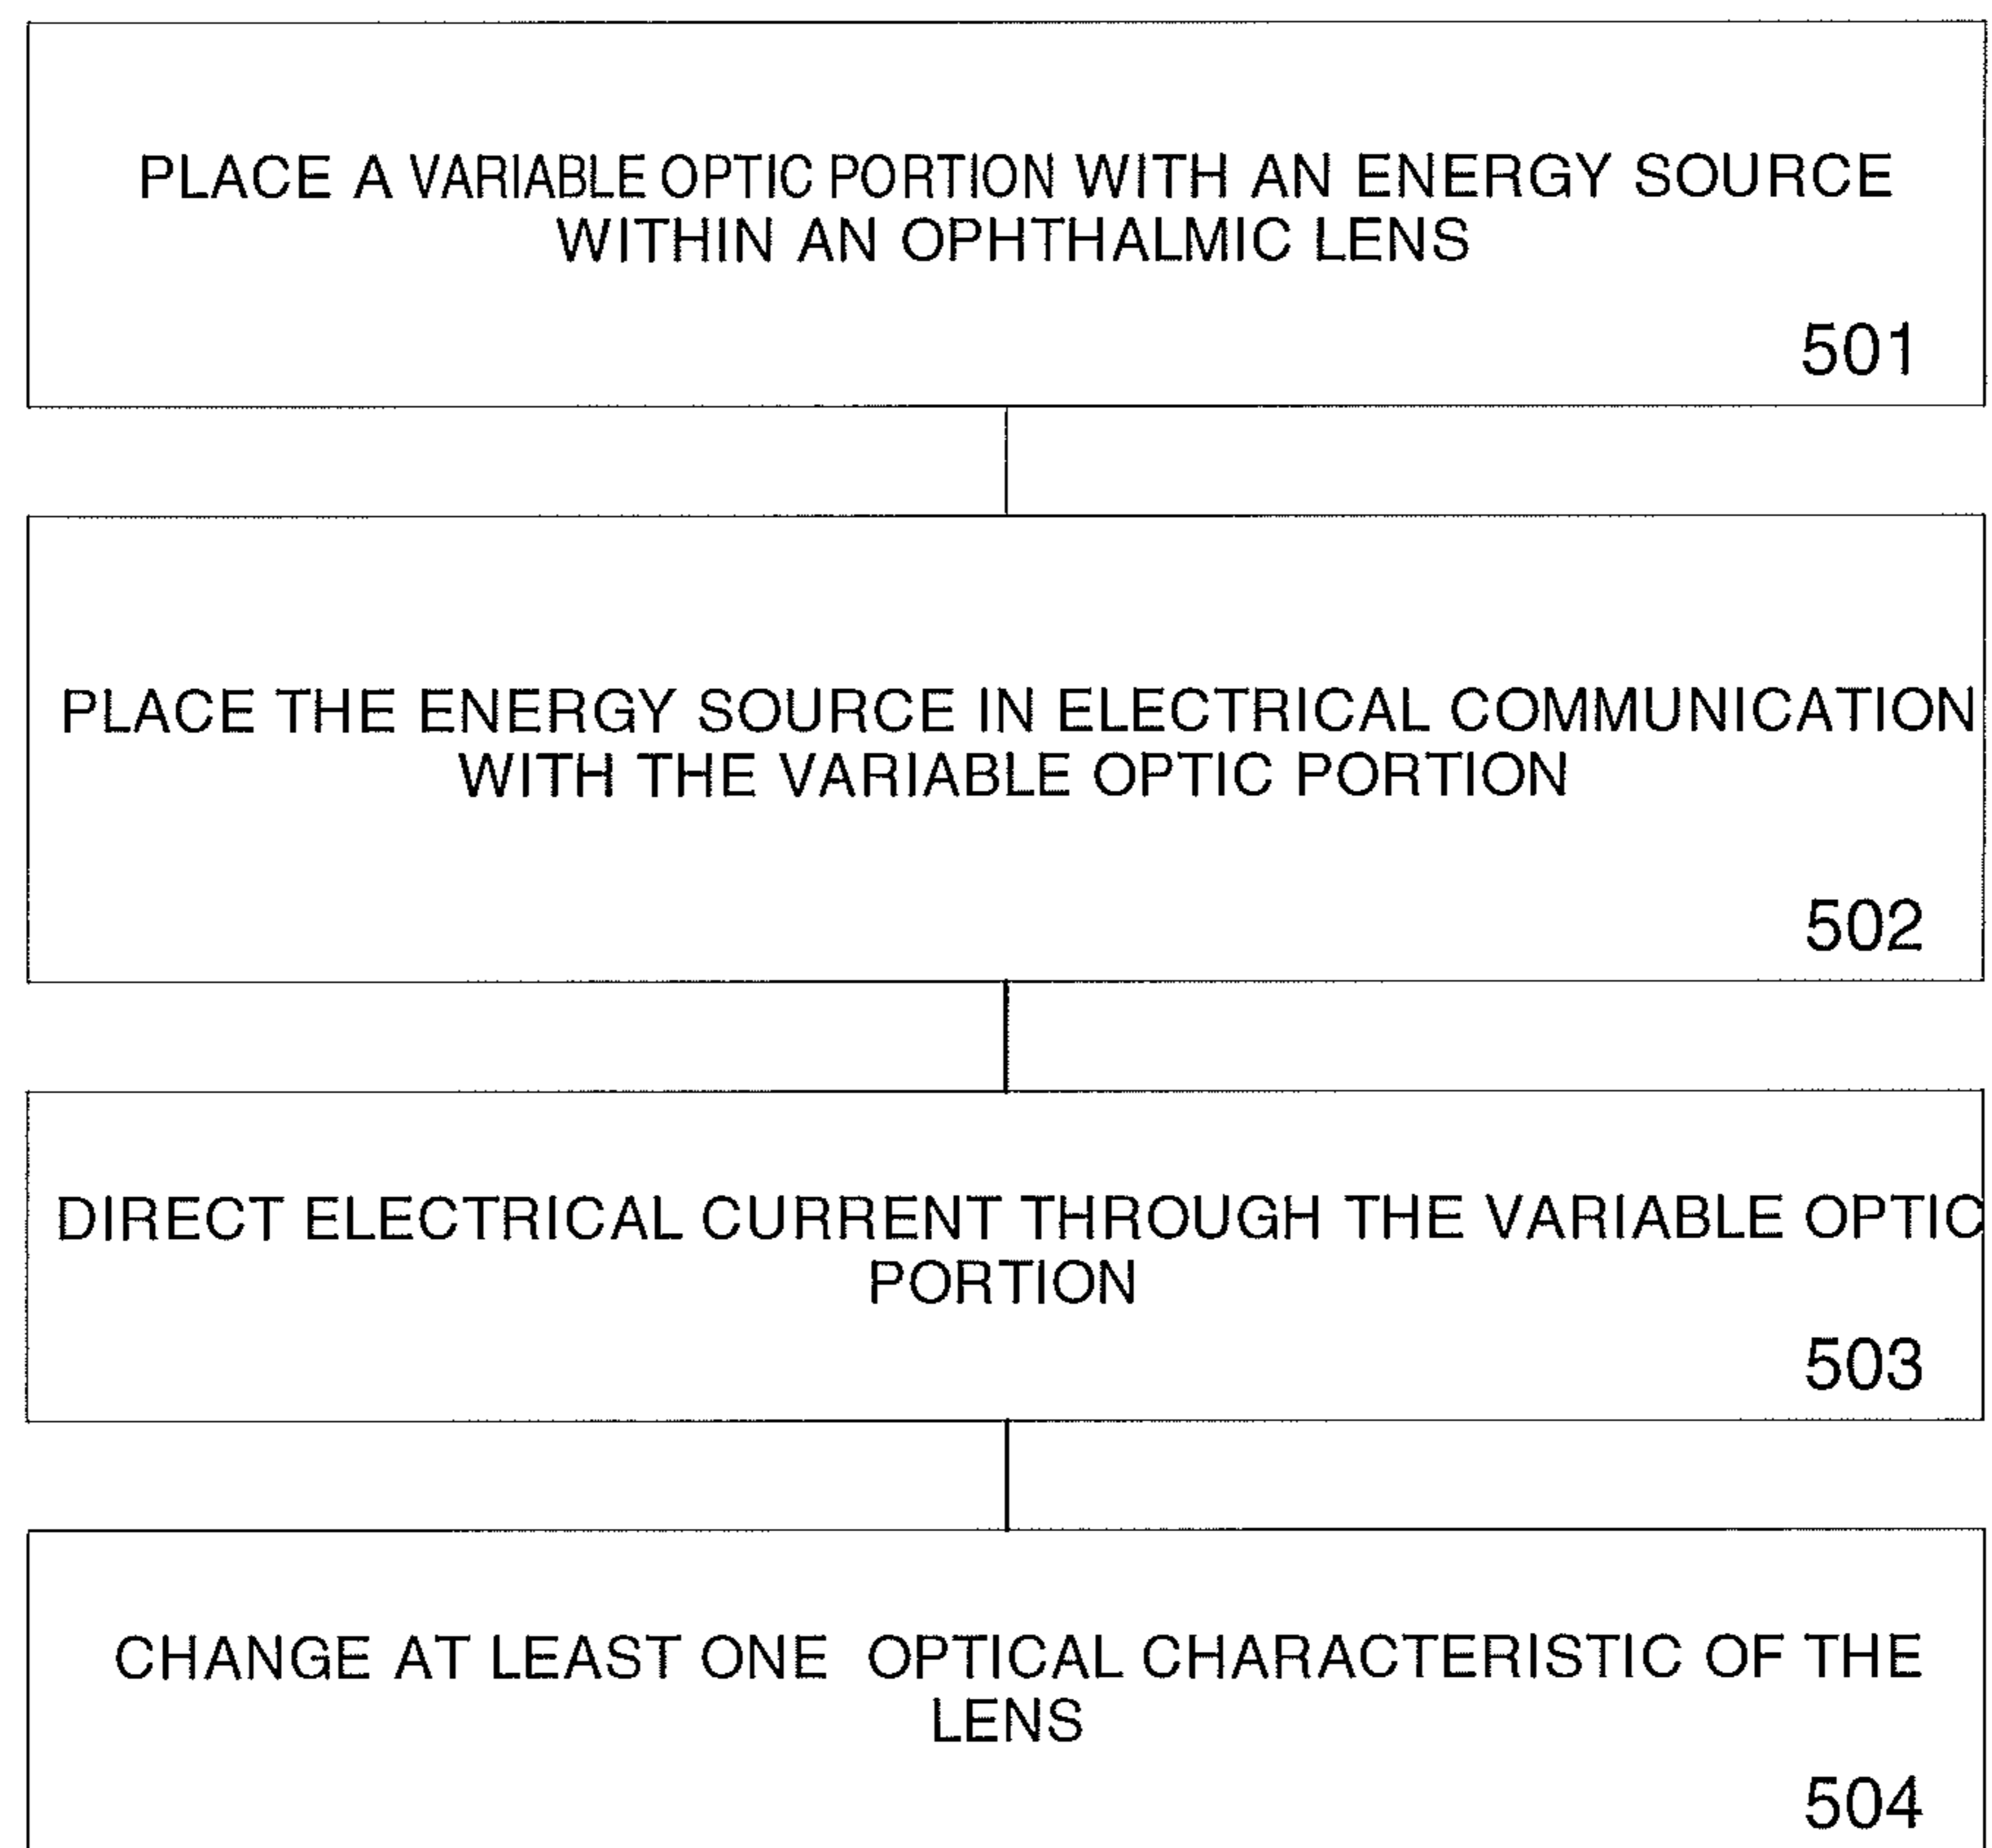 PLACE A VARIABLE OPTIC PORTION WITH AN ENERGY SOURCE
WITHIN AN OPHTHALMIC LENS
501
PLACE THE ENERGY SOURCE IN ELECTRICAL COMMUNICATION
WITH THE VARIABLE OPTIC PORTION
502
DIRECT ELECTRICAL CURRENT THROUGH THE VARIABLE OPTIC
PORTION
503
CHANGE AT LEAST ONE OPTICAL CHARACTERISTIC OF THE
LENS
504